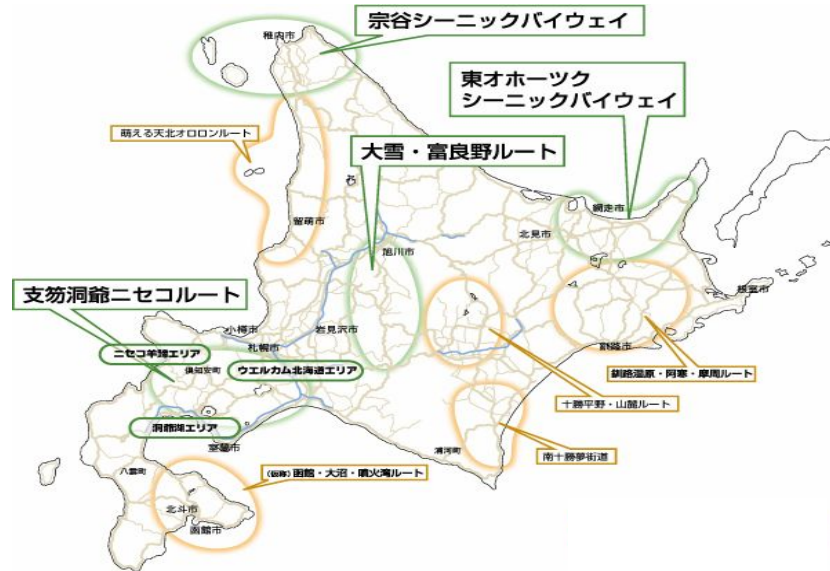 宗谷シーニックバイウェイ
稚内市
東オホーツク
シーニックバイウェイ
萌える天北オロロンルート
大雪・富良野ルート
網走市
留萌市
北見市
旭川市
支笏洞爺ニセコルート
根室市
小樽市
岩見沢市
札幌市
釧路市
ニセコ羊蹄エリア
ウエルカム北海道エリア
倶知安町
釧路湿原・阿寒・摩周ルート
十勝平野・山麓ルート
洞爺湖エリア
室蘭市
浦河町
南十勝夢街道
八雲町
(仮称)函館・大沼・噴火湾ルート
北斗市
函館市